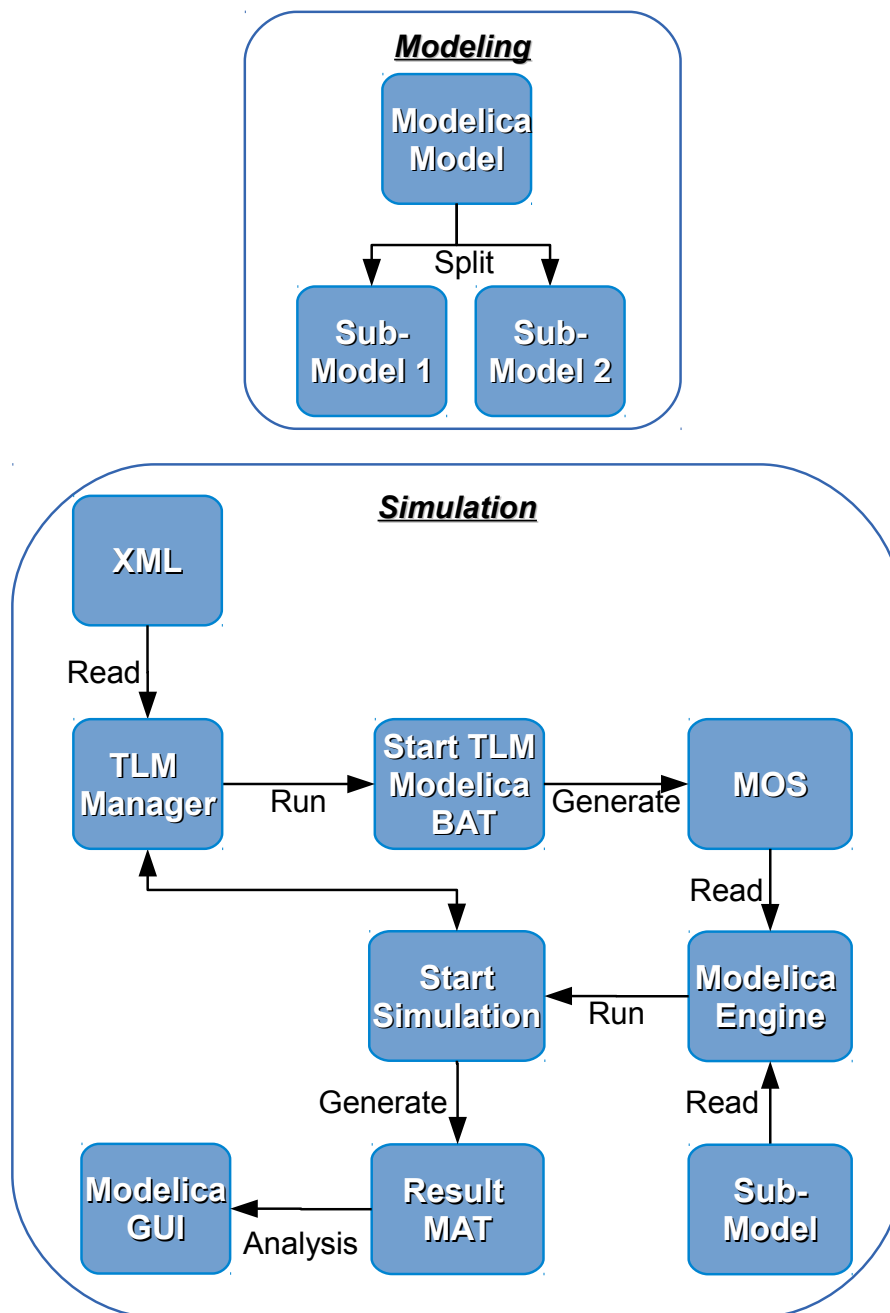 Modeling
Modelica
Model
Split
Sub-
Model 1
Sub-
Model 2
Simulation
XML
Read
TLM
Manager
Run
Start TLM
Modelica
BAT
Generate
MOS
Read
Start
Simulation
Run
Modelica
Engine
Generate
Read
Modelica
GUI
Analysis
Result
MAT
Sub-
Model